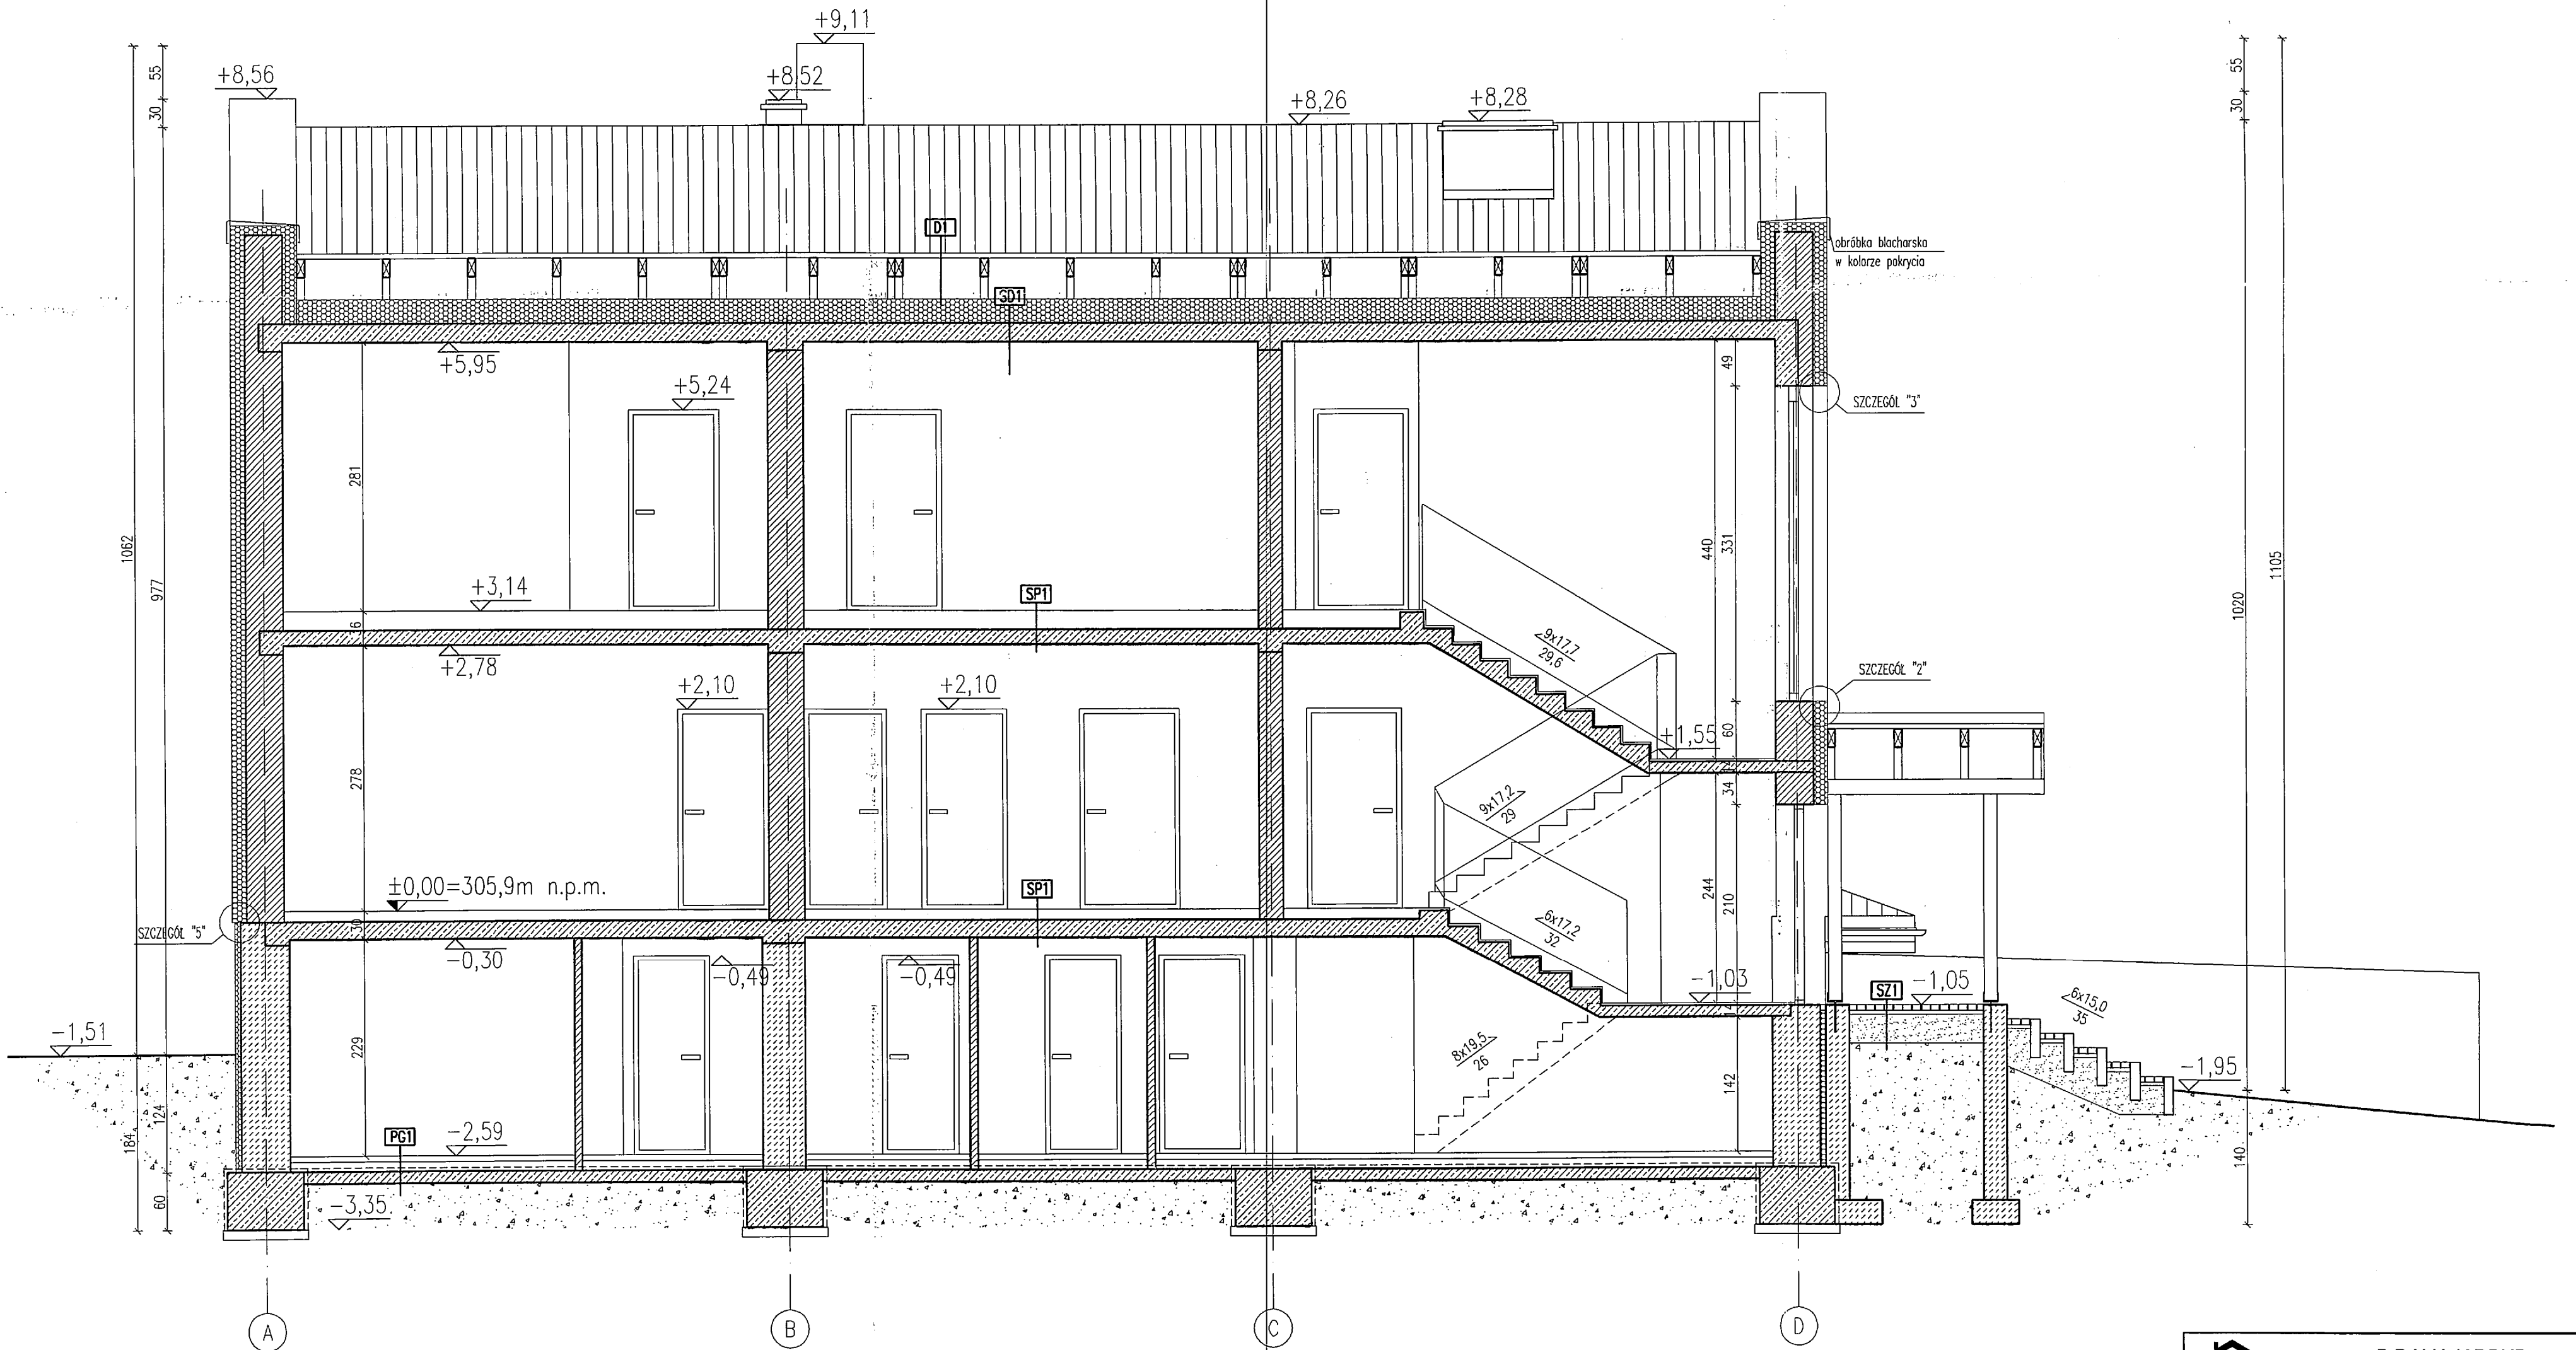 +9,11
+8,56
+8,52
+8,26
+8,28
55
30
55
30
D1
SD1
obróbka blacharska
w kolorze pokrycia
+5,95
+5,24
49
SZCZEGÓŁ "3"
281
440
331
1062
977
1020
1105
+3,14
SP1
6
+2,78
9x17,7
29,6
SZCZEGÓŁ "2"
+2,10
+2,10
+1,55
60
34
278
9x17,2
29
±0,00=305,9m n.p.m.
SP1
244
210
SZCZEGÓŁ "5"
30
6x17,2
32
-0,30
-0,49
-0,49
-1,03
SZ1
-1,05
6x15,0
35
-1,51
229
8x19,5
26
142
-1,95
184
124
PG1
-2,59
140
60
-3,35
A
B
C
D